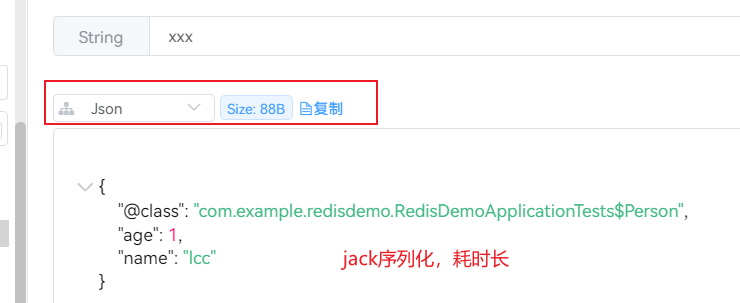 String xxx
Json Size: 88B 复制
{
"@class": "com.example.redisdemo.RedisDemoApplicationTests$Person",
"age": 1,
"name": "lcc"
jack序列化，耗时长
}